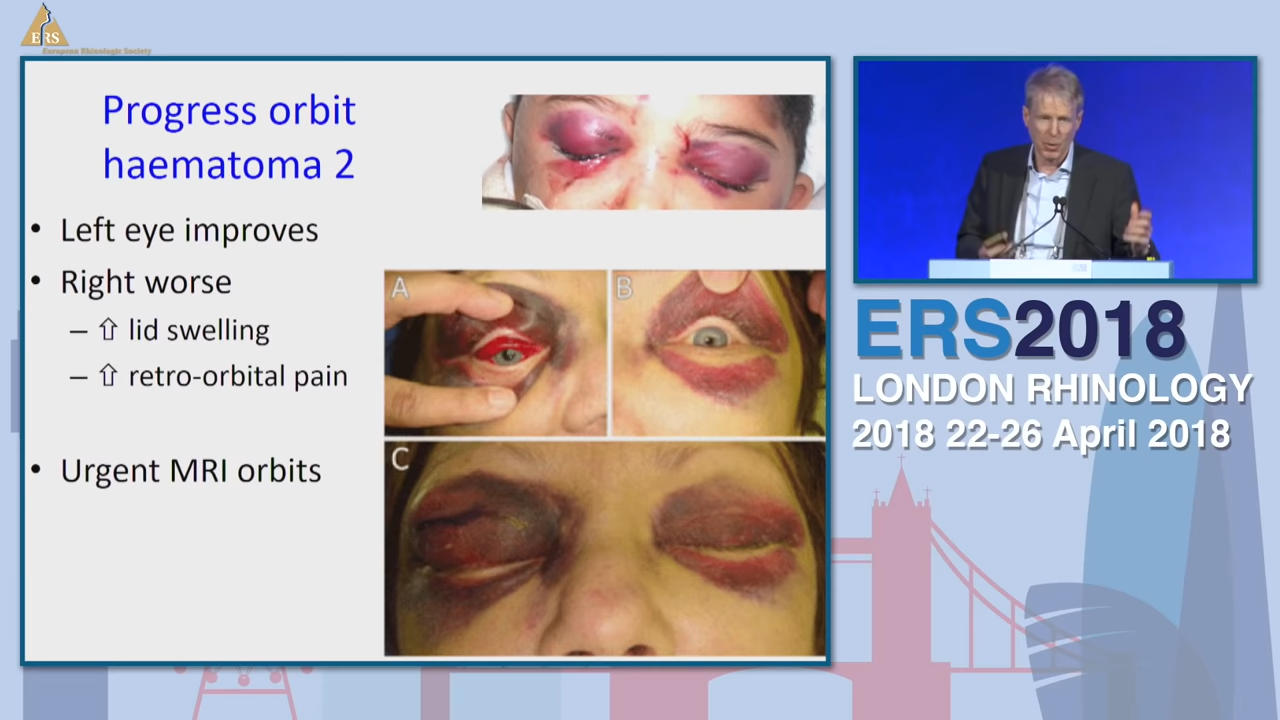 ERS
European Rhinologic Society
Progress orbit
haematoma 2
• Left eye improves
• Right worse
– ⇧ lid swelling
– ⇧ retro-orbital pain
• Urgent MRI orbits
A
B
C
ERS2018
LONDON RHINOLOGY
2018 22-26 April 2018